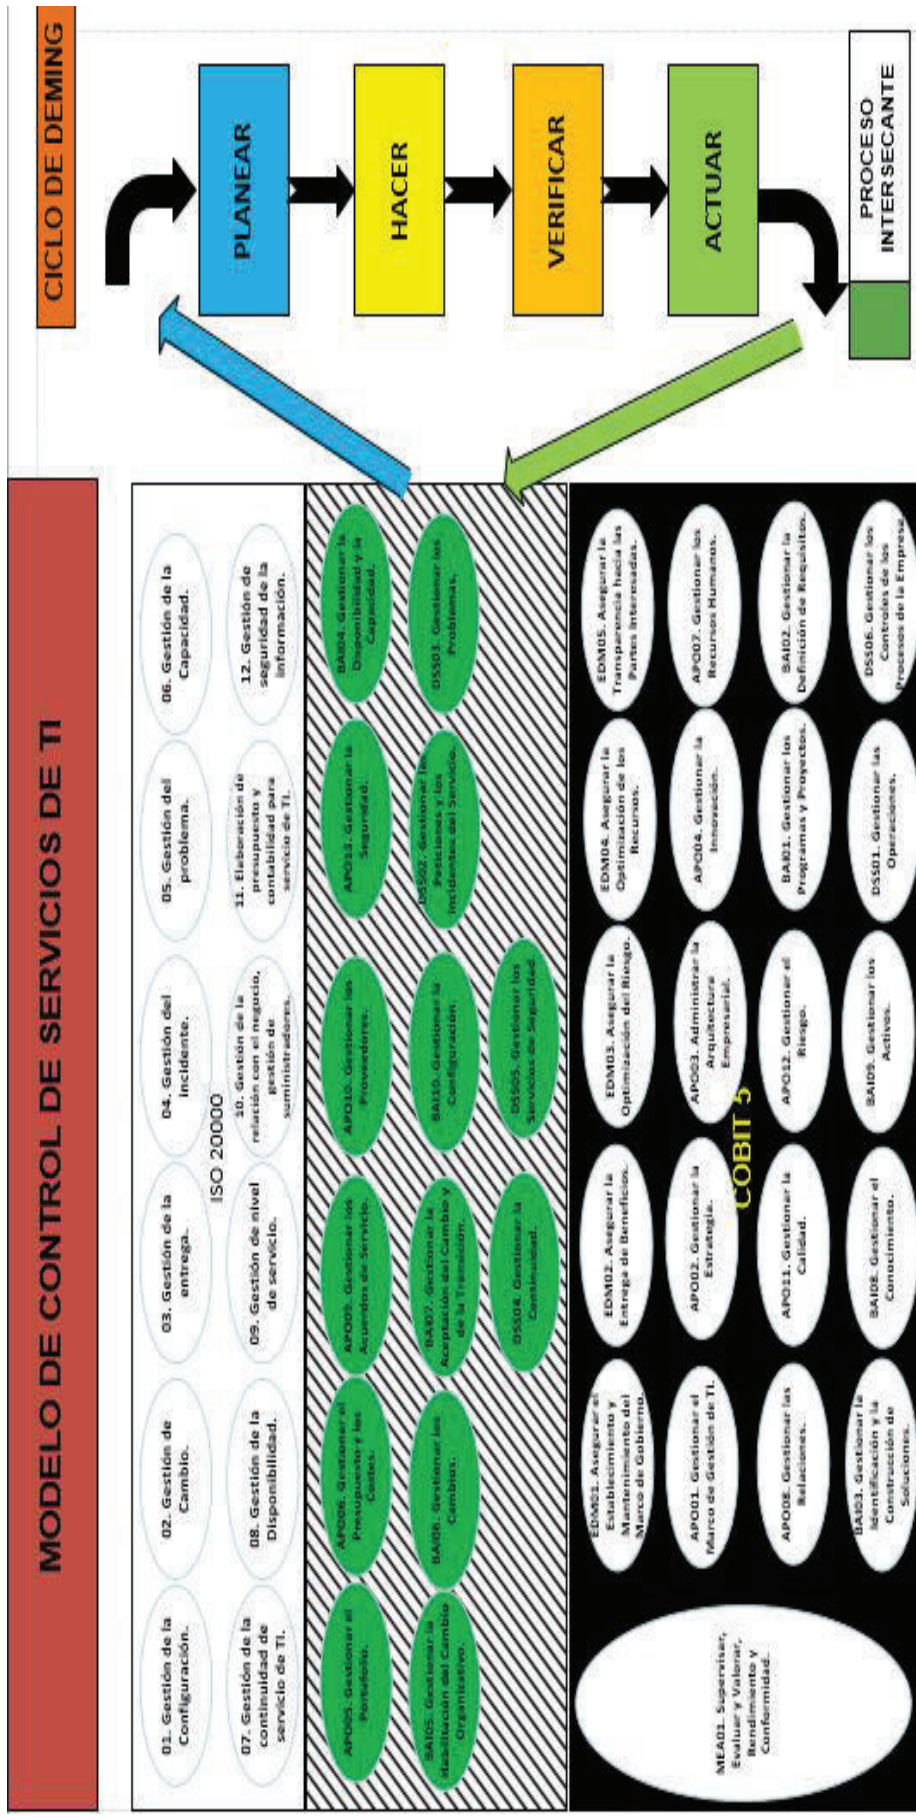 MODELO DE CONTROL DE SERVICIOS DE TI
CICLO DE DEMING
01. Gestión de la
Configuración.
02. Gestión de
Cambio.
03. Gestión de la
entrega.
04. Gestión del
incidente.
05. Gestión del
problema.
06. Gestión de la
Capacidad.
ISO 20000
07. Gestión de la
continuidad de
servicio de TI.
08. Gestión de la
Disponibilidad.
09. Gestión de nivel
de servicio.
10. Gestión de la
relación con el negocio,
gestión de
suministradores.
11. Elaboración de
presupuesto y
contabilidad para
servicio de TI.
12. Gestión de
seguridad de la
información.
APO05. Gestionar el
Portafolio.
APO06. Gestionar el
Presupuesto y los
Costes.
APO09. Gestionar los
Acuerdos de Servicio.
APO10. Gestionar los
Proveedores.
APO13. Gestionar la
Seguridad.
BAI04. Gestionar la
Disponibilidad y la
Capacidad.
BAI05. Gestionar la
Habilitación del Cambio
Organizativo.
BAI06. Gestionar los
Cambios.
BAI07. Gestionar la
Aceptación del Cambio y
de la Transición.
BAI10. Gestionar la
Configuración
DSS02. Gestionar las
Peticiones y los
Incidentes del Servicio.
DSS03. Gestionar los
Problemas.
DSS04. Gestionar la
Continuidad.
DSS05. Gestionar los
Servicios de Seguridad.
MEA01. Supervisar,
Evaluar y Valorar,
Rendimiento y
Conformidad.
EDM01. Asegurar el
Establecimiento y
Mantenimiento del
Marco de Gobierno.
EDM02. Asegurar la
Entrega de Beneficios.
EDM03. Asegurar la
Optimización del Riesgo.
EDM04. Asegurar la
Optimización de los
Recursos.
EDM05. Asegurar la
Transparencia hacia las
Partes Interesadas.
APO01. Gestionar el
Marco de Gestión de TI.
APO02. Gestionar la
Estrategia.
APO03. Administrar la
Arquitectura
Empresarial.
APO04. Gestionar la
Innovación.
APO07. Gestionar los
Recursos Humanos.
COBIT 5
APO08. Gestionar las
Relaciones.
APO11. Gestionar la
Calidad.
APO12. Gestionar el
Riesgo.
BAI01. Gestionar los
Programas y Proyectos.
BAI02. Gestionar la
Definición de Requisitos.
BAI03. Gestionar la
Identificación y la
Construcción de
Soluciones.
BAI08. Gestionar el
Conocimiento.
BAI09. Gestionar los
Activos.
DSS01. Gestionar las
Operaciones.
DSS06. Gestionar los
Controles de los
Procesos de la Empresa.
PLANEAR
HACER
VERIFICAR
ACTUAR
PROCESO
INTERSECANTE